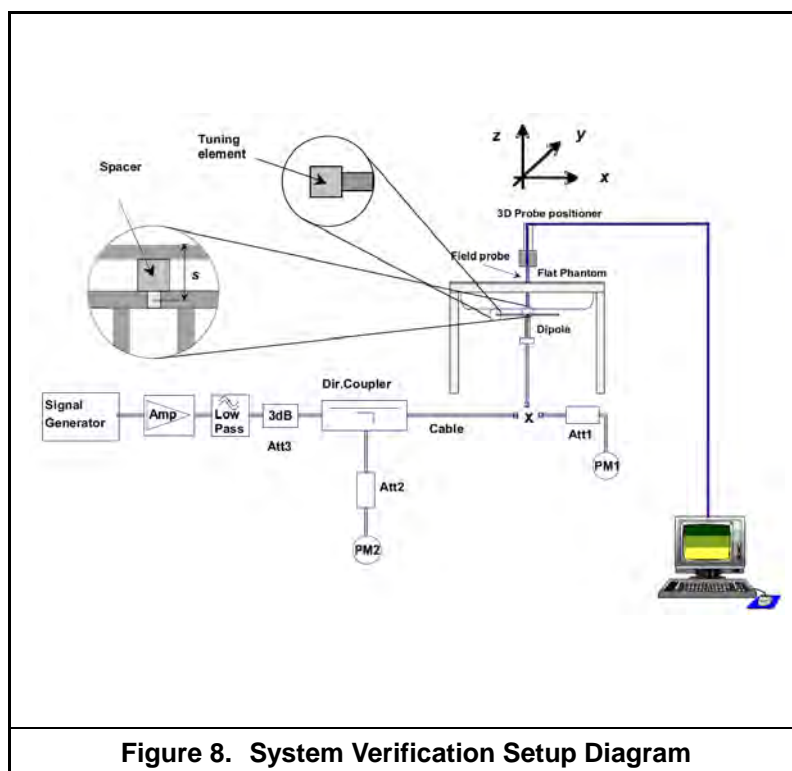 Tuning
element
Spacer
s
z
y
x
3D Probe positioner
Field probe
Flat Phantom
Dipole
Dir.Coupler
Signal
Generator
Amp
Low
Pass
3dB
Att3
Cable
x
Att1
PM1
Att2
PM2
Figure 8. System Verification Setup Diagram